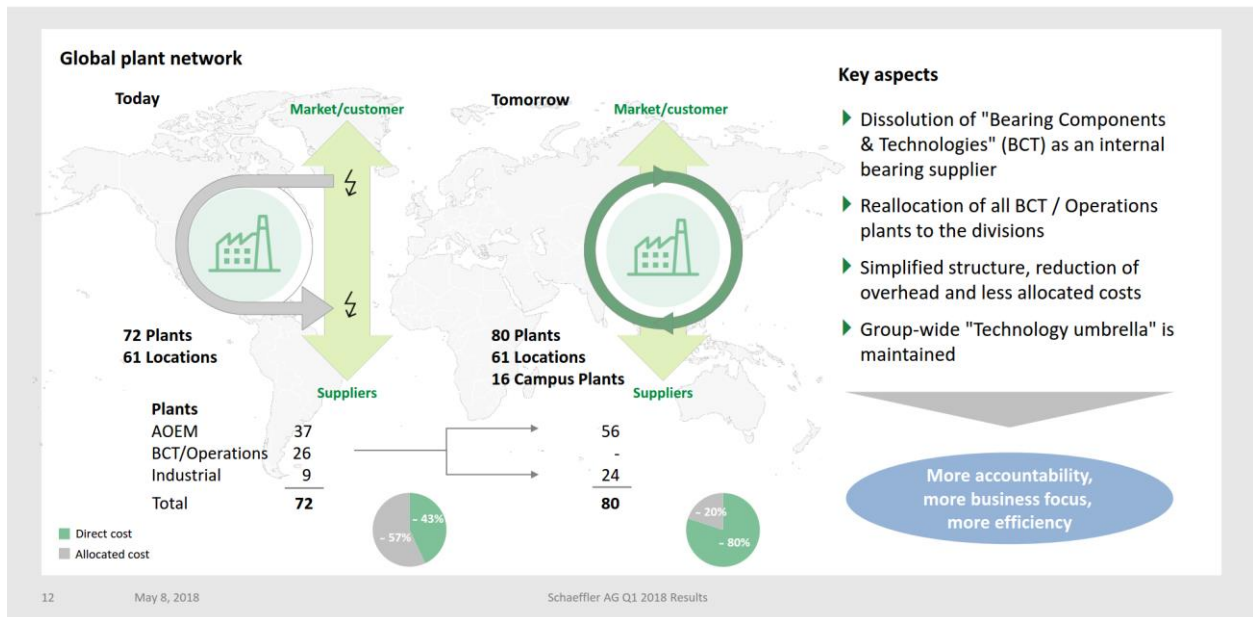 Global plant network
Today
Market/customer
72 Plants
61 Locations
Suppliers
Tomorrow
Market/customer
80 Plants
61 Locations
16 Campus Plants
Suppliers
Plants
AOEM 37 56
BCT/Operations 26 -
Industrial 9 24
Total 72 80
Direct cost
Allocated cost
~ 43%
~ 57%
~ 20%
~ 80%
Key aspects
Dissolution of "Bearing Components
& Technologies" (BCT) as an internal
bearing supplier
Reallocation of all BCT / Operations
plants to the divisions
Simplified structure, reduction of
overhead and less allocated costs
Group-wide "Technology umbrella" is
maintained
More accountability,
more business focus,
more efficiency
12 May 8, 2018 Schaeffler AG Q1 2018 Results